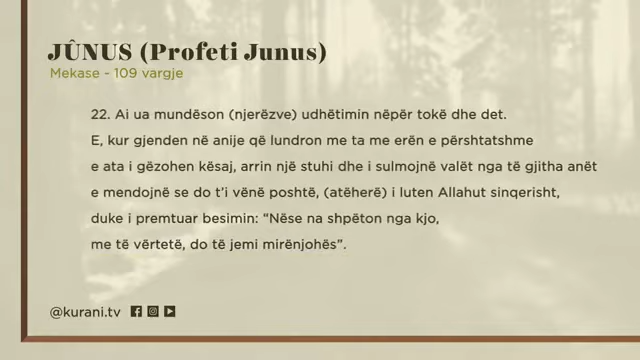 JÛNUS (Profeti Junus)
Mekase - 109 vargje
22. Ai ua mundëson (njerëzve) udhëtimin nëpër tokë dhe det.
E, kur gjenden në anije që lundron me ta me erën e përshtatshme
e ata i gëzohen kësaj, arrin një stuhi dhe i sulmojnë valët nga të gjitha anët
e mendojnë se do t'i vënë poshtë, (atëherë) i luten Allahut sinqerisht,
duke i premtuar besimin: "Nëse na shpëton nga kjo,
me të vërtetë, do të jemi mirënjohës".
@kurani.tv